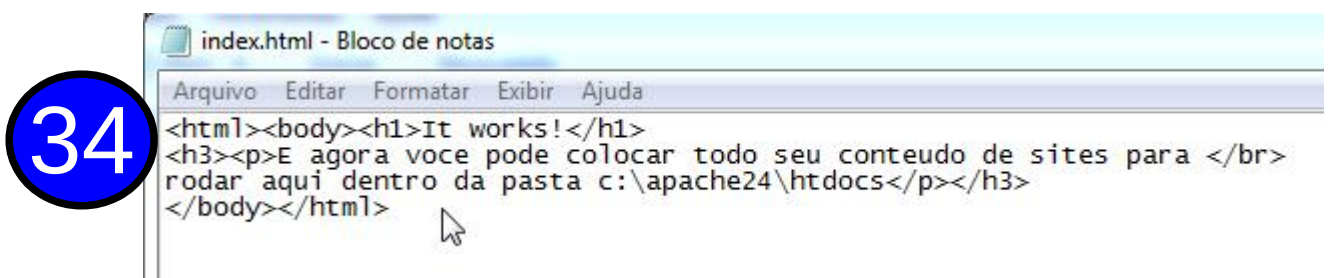 index.html - Bloco de notas
Arquivo Editar Formatar Exibir Ajuda
34
<html><body><h1>It works!</h1>
<h3><p>E agora voce pode colocar todo seu conteudo de sites para </br>
rodar aqui dentro da pasta c:\apache24\htdocs</p></h3>
</body></html>